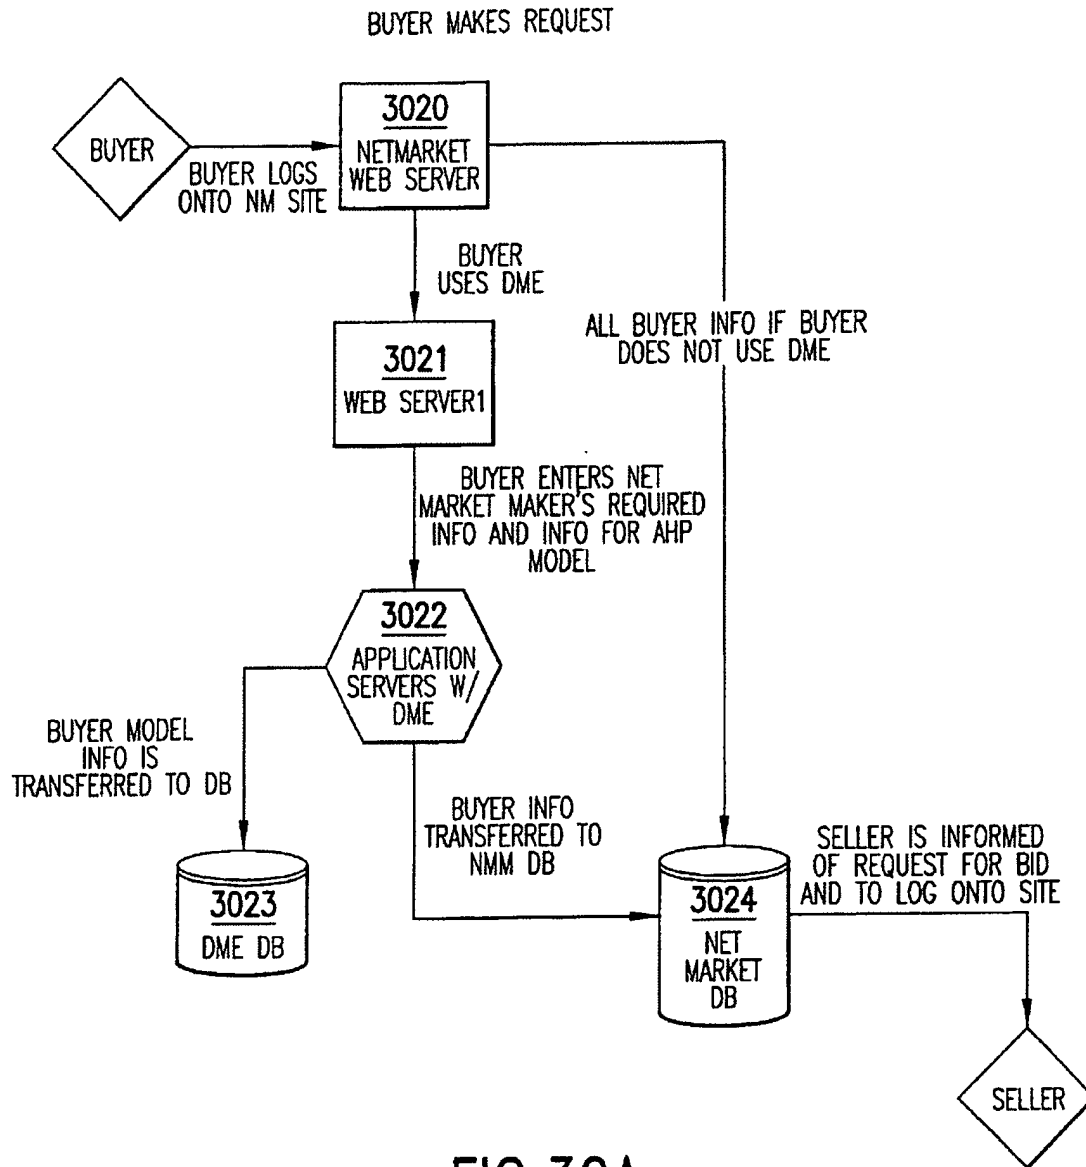 BUYER MAKES REQUEST
BUYER
BUYER LOGS
ONTO NM SITE
3020
NETMARKET
WEB SERVER
BUYER
USES DME
ALL BUYER INFO IF BUYER
DOES NOT USE DME
3021
WEB SERVER1
BUYER ENTERS NET
MARKET MAKER'S REQUIRED
INFO AND INFO FOR AHP
MODEL
3022
APPLICATION
SERVERS W/
DME
BUYER MODEL
INFO IS
TRANSFERRED TO DB
BUYER INFO
TRANSFERRED TO
NMM DB
SELLER IS INFORMED
OF REQUEST FOR BID
AND TO LOG ONTO SITE
3023
DME DB
3024
NET
MARKET
DB
SELLER
FIG.30A